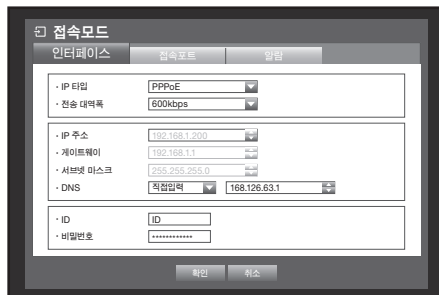 접속모드
인터페이스 접속포트 알람
· IP 타입 PPPoE
· 전송 대역폭 600kbps
· IP 주소 192.168.1.200
· 게이트웨이 192.168.1.1
· 서브넷 마스크 255.255.255.0
· DNS 직접입력 168.126.63.1
· ID ID
· 비밀번호 ************
확인 취소